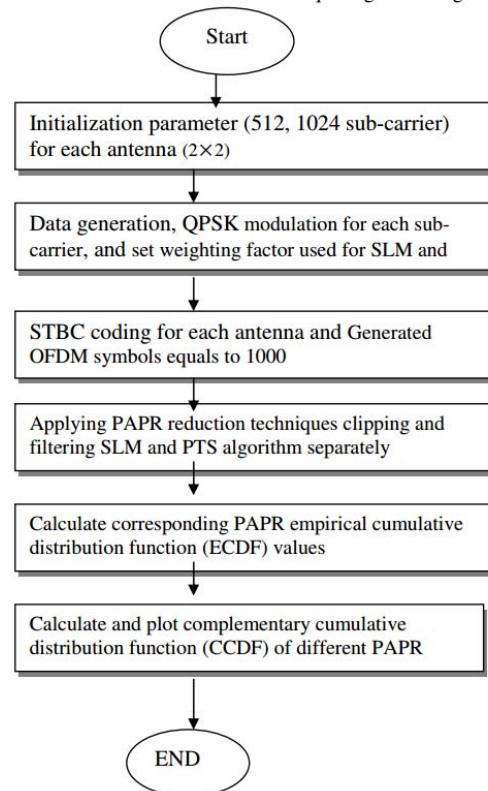 Start
Initialization parameter (512, 1024 sub-carrier)
for each antenna (2×2)
Data generation, QPSK modulation for each sub-
carrier, and set weighting factor used for SLM and
STBC coding for each antenna and Generated
OFDM symbols equals to 1000
Applying PAPR reduction techniques clipping and
filtering SLM and PTS algorithm separately
Calculate corresponding PAPR empirical cumulative
distribution function (ECDF) values
Calculate and plot complementary cumulative
distribution function (CCDF) of different PAPR
END